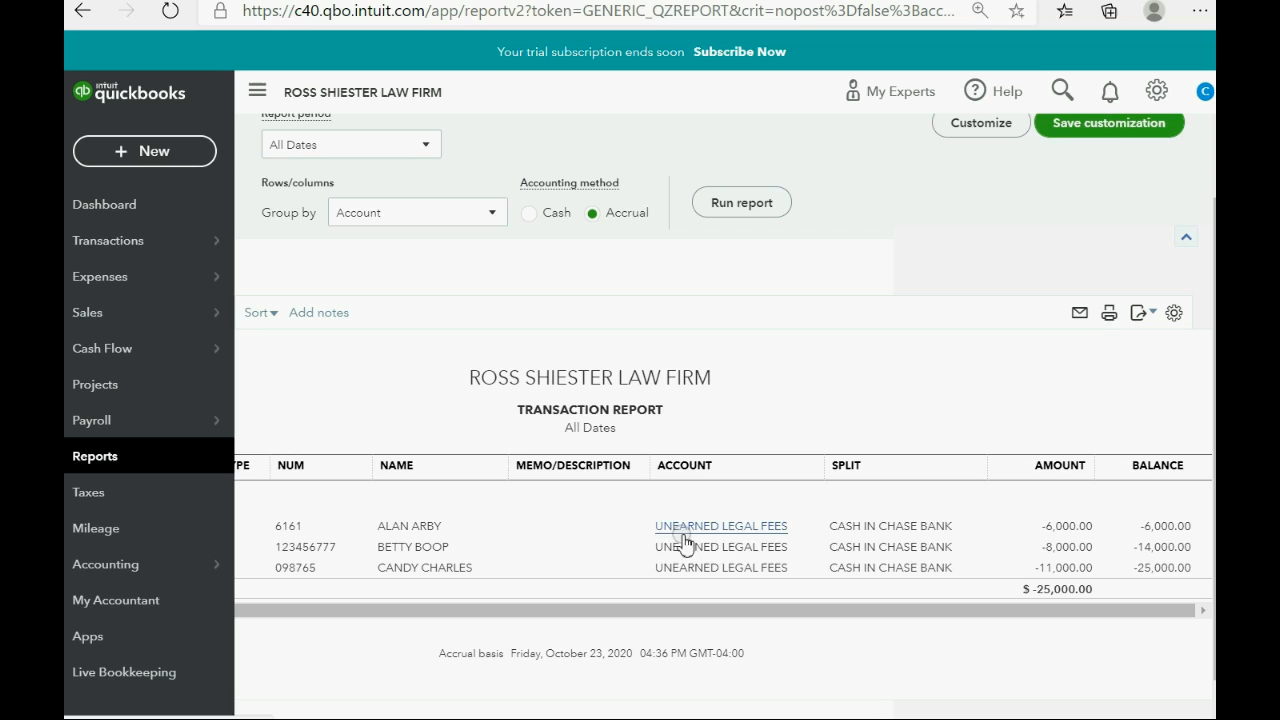 https://c40.qbo.intuit.com/app/reportv2?token=GENERIC_QZREPORT&crit=nopost%3Dfalse%3Bacc...
Your trial subscription ends soon Subscribe Now
intuit quickbooks
ROSS SHIESTER LAW FIRM
My Experts
Help
C
+ New
Dashboard
Transactions
Expenses
Sales
Cash Flow
Projects
Payroll
Reports
Taxes
Mileage
Accounting
My Accountant
Apps
Live Bookkeeping
Report period
Customize
Save customization
All Dates
Rows/columns
Accounting method
Group by
Account
Cash
Accrual
Run report
Sort
Add notes
ROSS SHIESTER LAW FIRM
TRANSACTION REPORT
All Dates
YPE NUM NAME MEMO/DESCRIPTION ACCOUNT SPLIT AMOUNT BALANCE
6161 ALAN ARBY UNEARNED LEGAL FEES CASH IN CHASE BANK -6,000.00 -6,000.00
123456777 BETTY BOOP UNEARNED LEGAL FEES CASH IN CHASE BANK -8,000.00 -14,000.00
098765 CANDY CHARLES UNEARNED LEGAL FEES CASH IN CHASE BANK -11,000.00 -25,000.00
$ -25,000.00
Accrual basis Friday, October 23, 2020 04:36 PM GMT-04:00